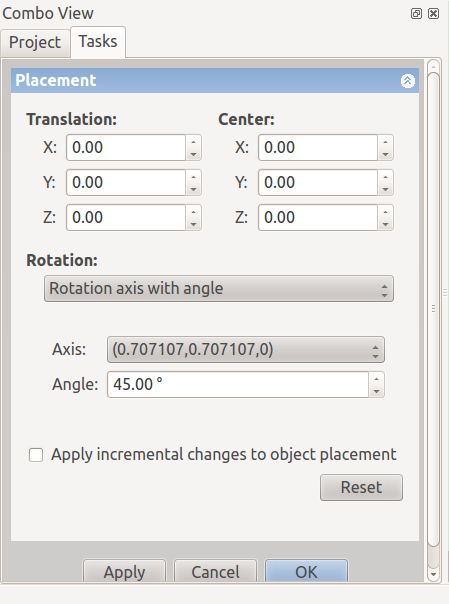 Combo View
Project Tasks
Placement
Translation: Center:
X: 0.00 X: 0.00
Y: 0.00 Y: 0.00
Z: 0.00 Z: 0.00
Rotation:
Rotation axis with angle
Axis: (0.707107,0.707107,0)
Angle: 45.00 °
Apply incremental changes to object placement
Reset
Apply Cancel OK